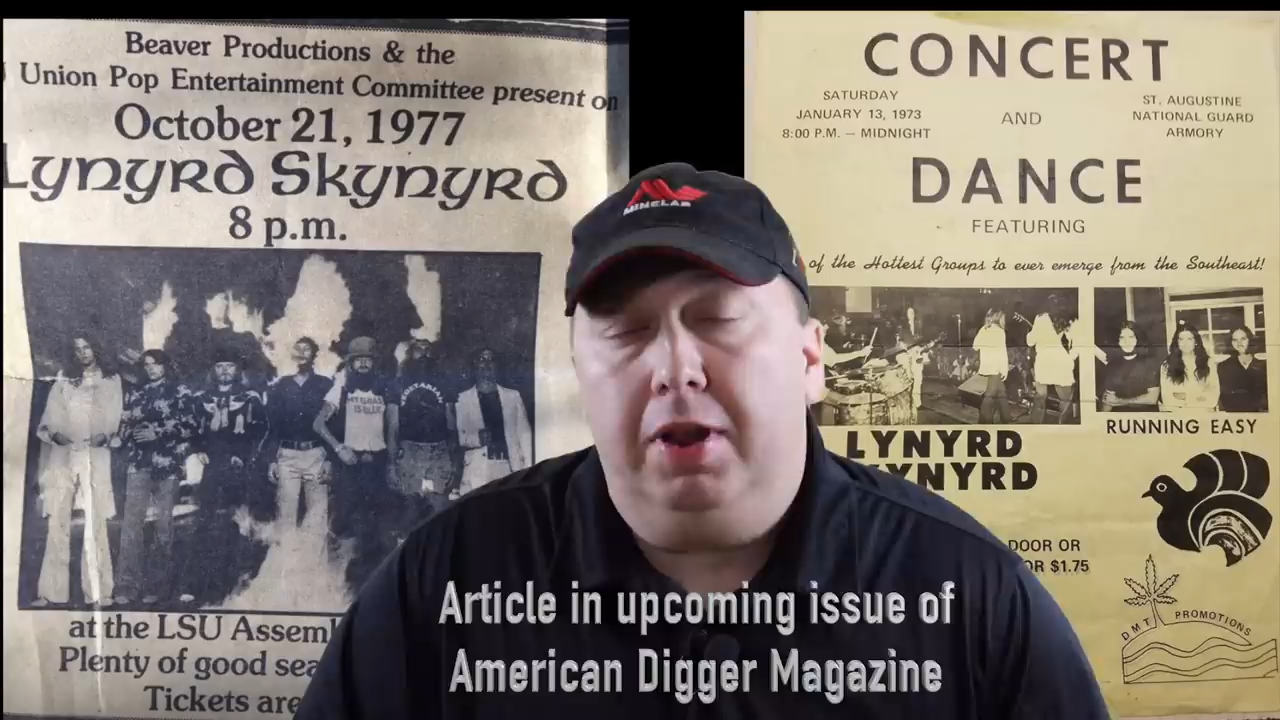 Beaver Productions & the
Union Pop Entertainment Committee present on
October 21, 1977
Lynyrd Skynyrd
8 p.m.
at the LSU
Plenty of good
Tickets are
CONCERT
SATURDAY
JANUARY 13, 1973
8:00 P.M. — MIDNIGHT
AND
ST. AUGUSTINE
NATIONAL GUARD
ARMORY
DANCE
FEATURING
of the Hottest Groups to ever emerge from the Southeast!
LYNYRD
KYNYRD
RUNNING EASY
DOOR OR
OR $1.75
DMT PROMOTIONS
MINELAB
Article in upcoming issue of
American Digger Magazine